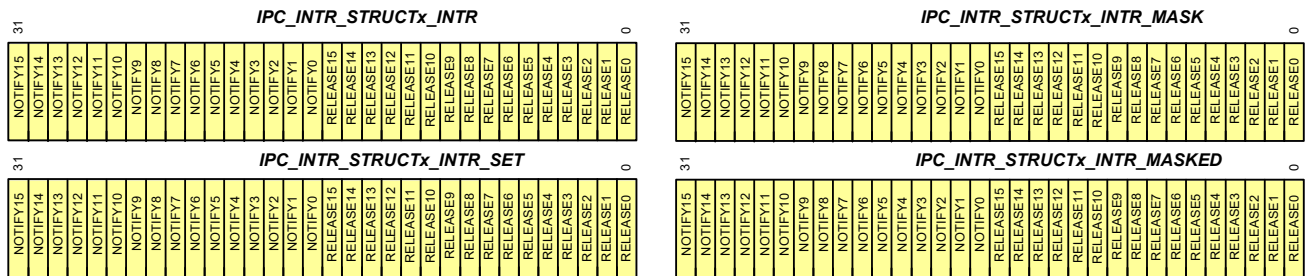 IPC_INTR_STRUCTx_INTR
31
0
NOTIFY15
NOTIFY14
NOTIFY13
NOTIFY12
NOTIFY11
NOTIFY10
NOTIFY9
NOTIFY8
NOTIFY7
NOTIFY6
NOTIFY5
NOTIFY4
NOTIFY3
NOTIFY2
NOTIFY1
NOTIFY0
RELEASE15
RELEASE14
RELEASE13
RELEASE12
RELEASE11
RELEASE10
RELEASE9
RELEASE8
RELEASE7
RELEASE6
RELEASE5
RELEASE4
RELEASE3
RELEASE2
RELEASE1
RELEASE0
IPC_INTR_STRUCTx_INTR_MASK
31
0
NOTIFY15
NOTIFY14
NOTIFY13
NOTIFY12
NOTIFY11
NOTIFY10
NOTIFY9
NOTIFY8
NOTIFY7
NOTIFY6
NOTIFY5
NOTIFY4
NOTIFY3
NOTIFY2
NOTIFY1
NOTIFY0
RELEASE15
RELEASE14
RELEASE13
RELEASE12
RELEASE11
RELEASE10
RELEASE9
RELEASE8
RELEASE7
RELEASE6
RELEASE5
RELEASE4
RELEASE3
RELEASE2
RELEASE1
RELEASE0
IPC_INTR_STRUCTx_INTR_SET
31
0
NOTIFY15
NOTIFY14
NOTIFY13
NOTIFY12
NOTIFY11
NOTIFY10
NOTIFY9
NOTIFY8
NOTIFY7
NOTIFY6
NOTIFY5
NOTIFY4
NOTIFY3
NOTIFY2
NOTIFY1
NOTIFY0
RELEASE15
RELEASE14
RELEASE13
RELEASE12
RELEASE11
RELEASE10
RELEASE9
RELEASE8
RELEASE7
RELEASE6
RELEASE5
RELEASE4
RELEASE3
RELEASE2
RELEASE1
RELEASE0
IPC_INTR_STRUCTx_INTR_MASKED
31
0
NOTIFY15
NOTIFY14
NOTIFY13
NOTIFY12
NOTIFY11
NOTIFY10
NOTIFY9
NOTIFY8
NOTIFY7
NOTIFY6
NOTIFY5
NOTIFY4
NOTIFY3
NOTIFY2
NOTIFY1
NOTIFY0
RELEASE15
RELEASE14
RELEASE13
RELEASE12
RELEASE11
RELEASE10
RELEASE9
RELEASE8
RELEASE7
RELEASE6
RELEASE5
RELEASE4
RELEASE3
RELEASE2
RELEASE1
RELEASE0